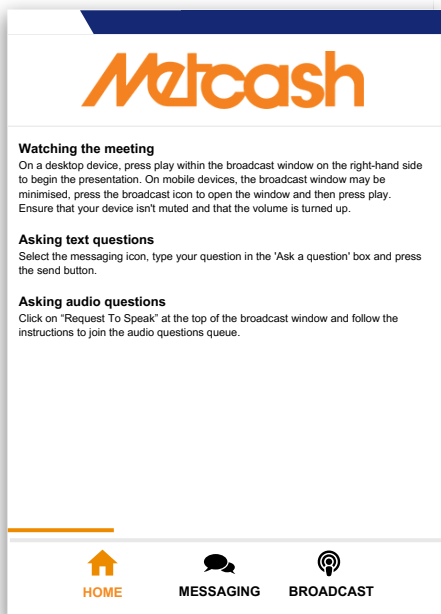 Metcash
Watching the meeting
On a desktop device, press play within the broadcast window on the right-hand side
to begin the presentation. On mobile devices, the broadcast window may be
minimised, press the broadcast icon to open the window and then press play.
Ensure that your device isn't muted and that the volume is turned up.
Asking text questions
Select the messaging icon, type your question in the 'Ask a question' box and press
the send button.
Asking audio questions
Click on “Request To Speak” at the top of the broadcast window and follow the
instructions to join the audio questions queue.
HOME MESSAGING BROADCAST